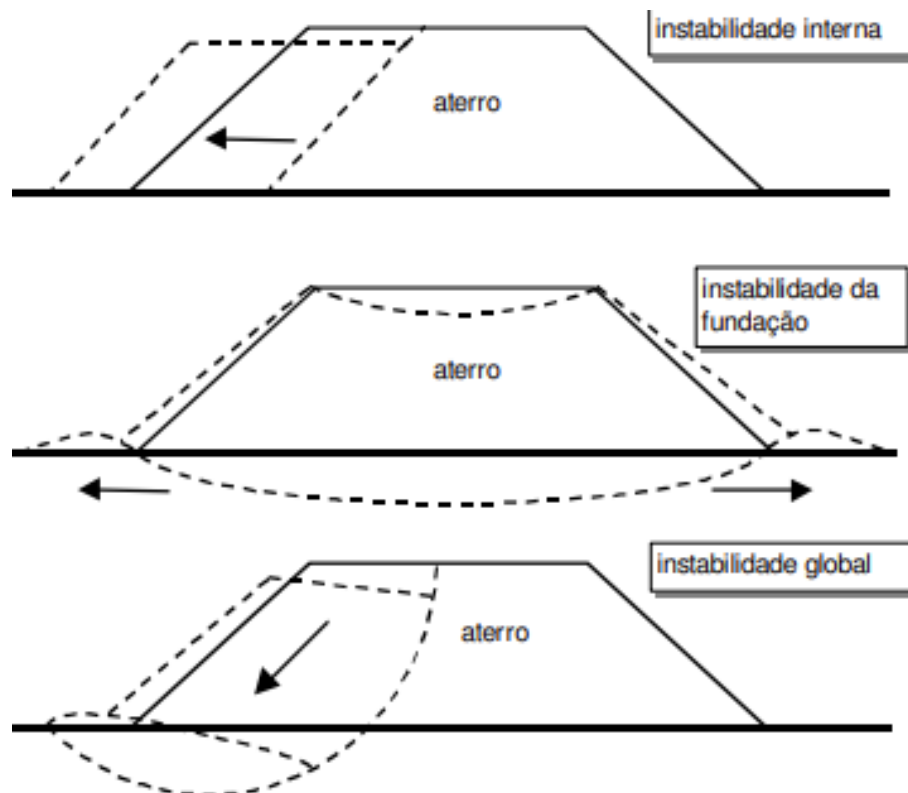 instabilidade interna
aterro
instabilidade da
fundação
aterro
instabilidade global
aterro